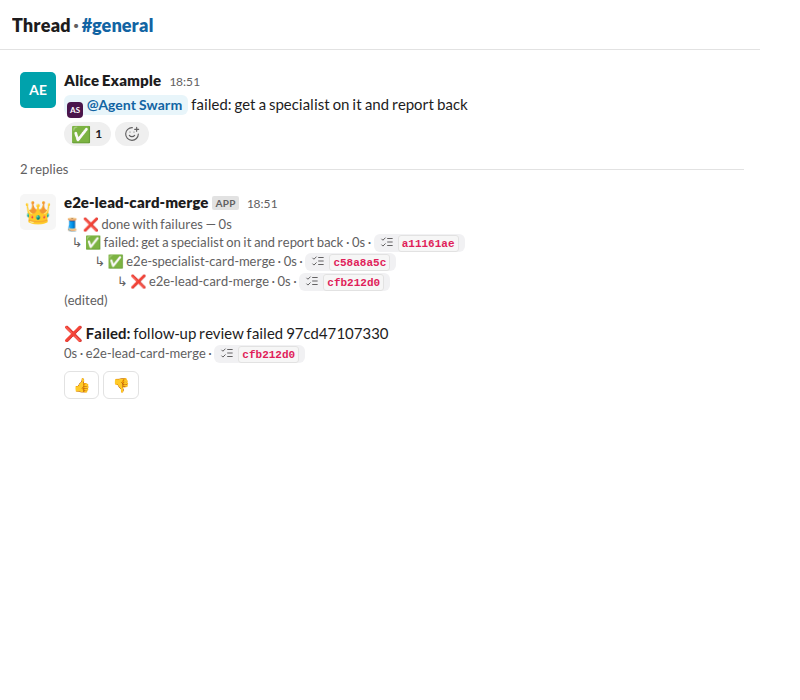 Thread · #general
AE
Alice Example 18:51
AS @Agent Swarm failed: get a specialist on it and report back
1
2 replies
e2e-lead-card-merge APP 18:51
done with failures — 0s
↳ ✅ failed: get a specialist on it and report back · 0s · a11161ae
↳ ✅ e2e-specialist-card-merge · 0s · c58a8a5c
↳ ❌ e2e-lead-card-merge · 0s · cfb212d0
(edited)
❌ Failed: follow-up review failed 97cd47107330
0s · e2e-lead-card-merge · cfb212d0